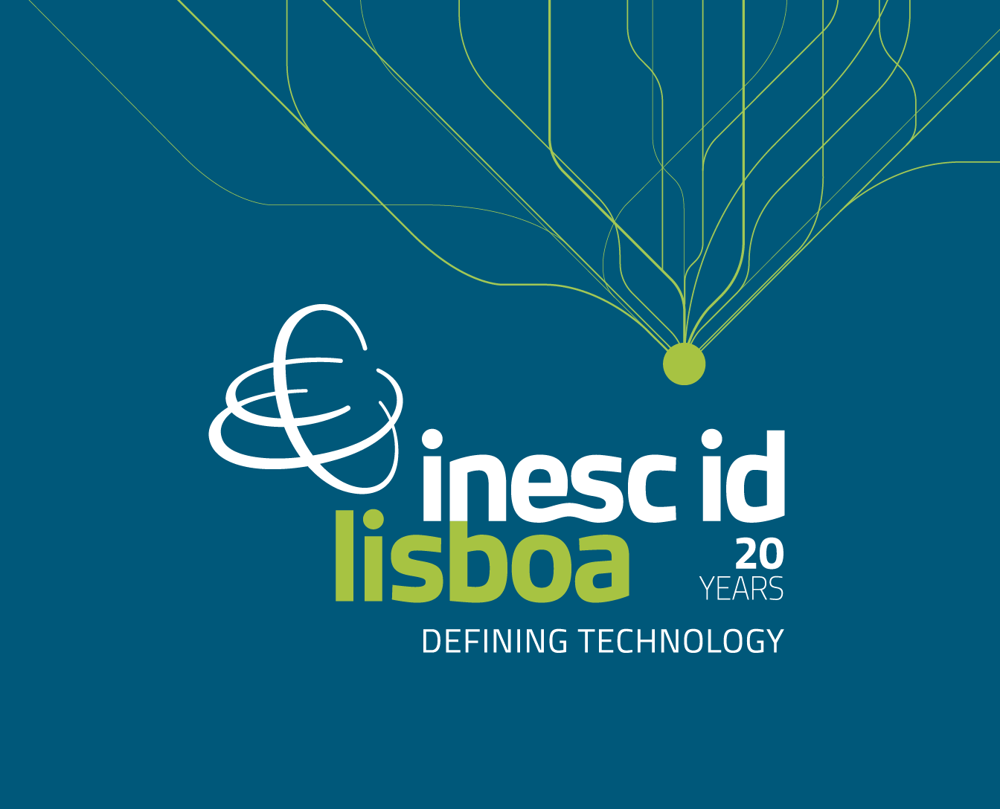 inesc id
lisboa
20
YEARS
DEFINING TECHNOLOGY